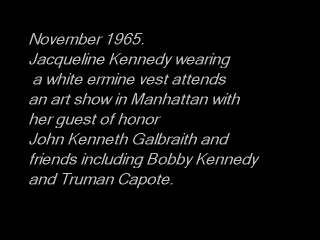 November 1965.
Jacqueline Kennedy wearing
a white ermine vest attends
an art show in Manhattan with
her guest of honor
John Kenneth Galbraith and
friends including Bobby Kennedy
and Truman Capote.